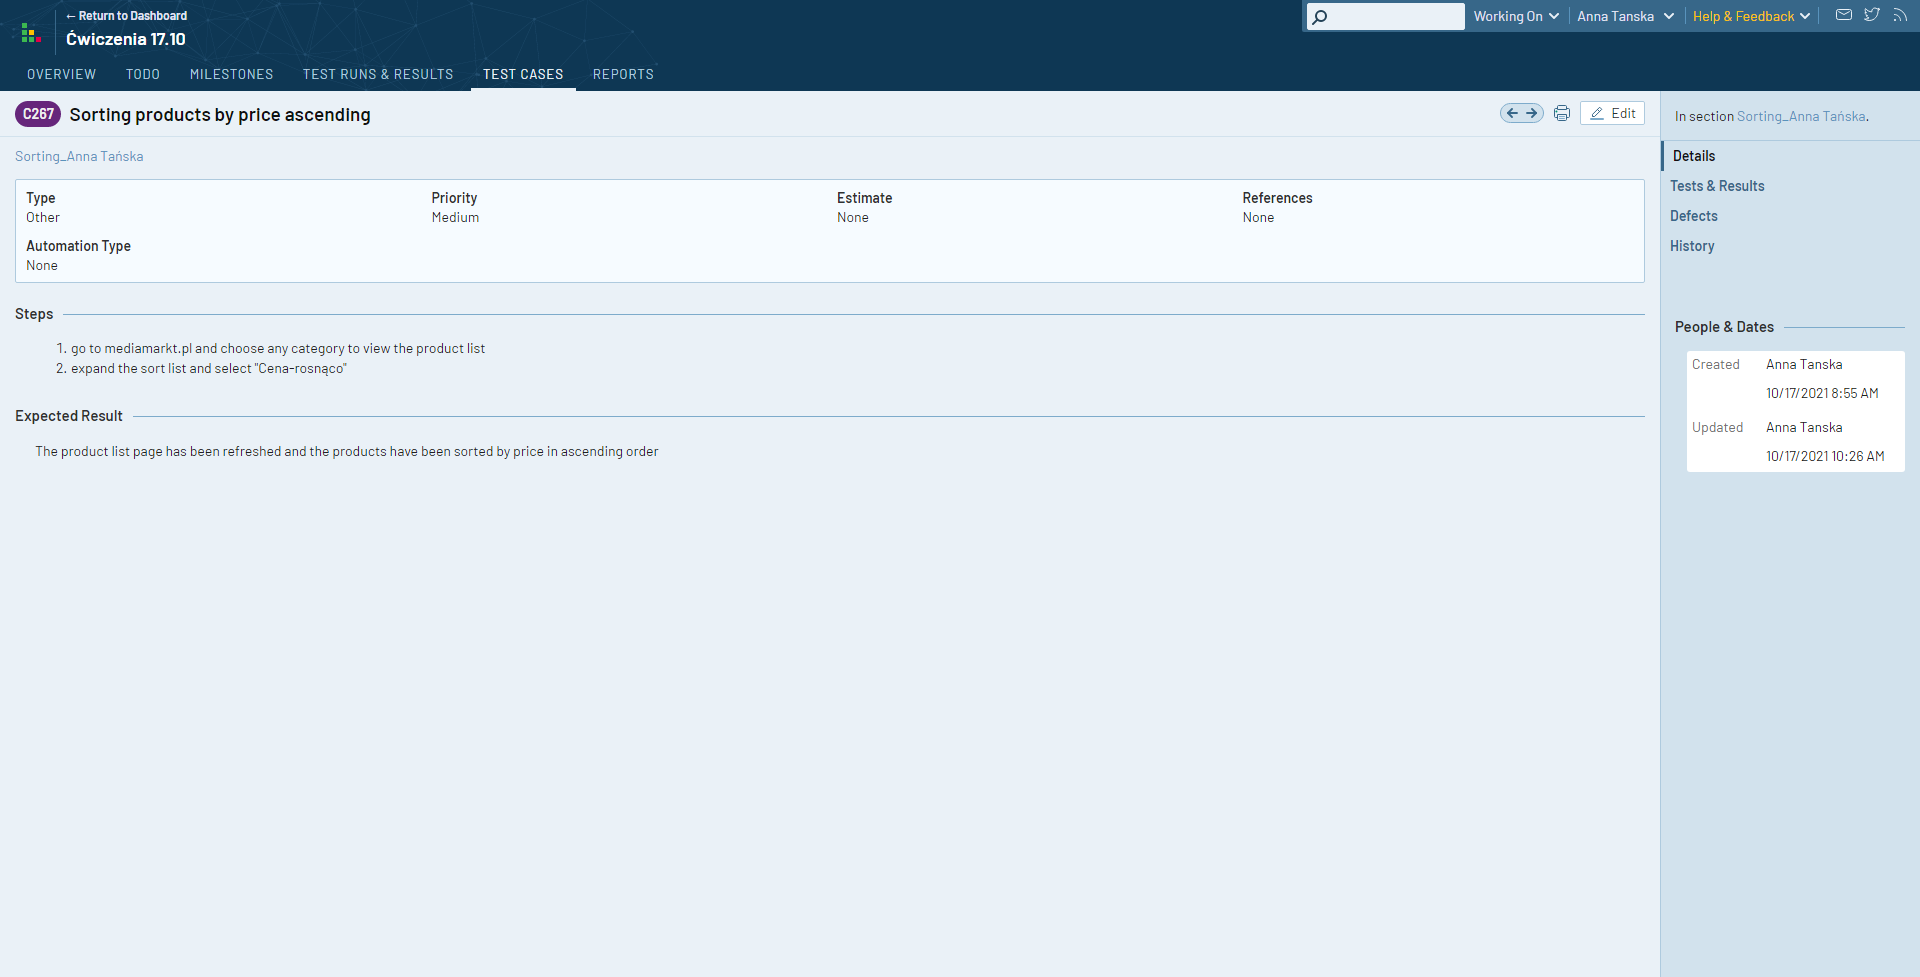 ← Return to Dashboard
Ćwiczenia 17.10
Working On
Anna Tanska
Help & Feedback
OVERVIEW
TODO
MILESTONES
TEST RUNS & RESULTS
TEST CASES
REPORTS
C267
Sorting products by price ascending
Edit
Sorting_Anna Tańska
Type
Other
Priority
Medium
Estimate
None
References
None
Automation Type
None
Steps
1. go to mediamarkt.pl and choose any category to view the product list
2. expand the sort list and select "Cena-rosnąco"
Expected Result
The product list page has been refreshed and the products have been sorted by price in ascending order
In section Sorting_Anna Tańska.
Details
Tests & Results
Defects
History
People & Dates
Created
Anna Tanska
10/17/2021 8:55 AM
Updated
Anna Tanska
10/17/2021 10:26 AM